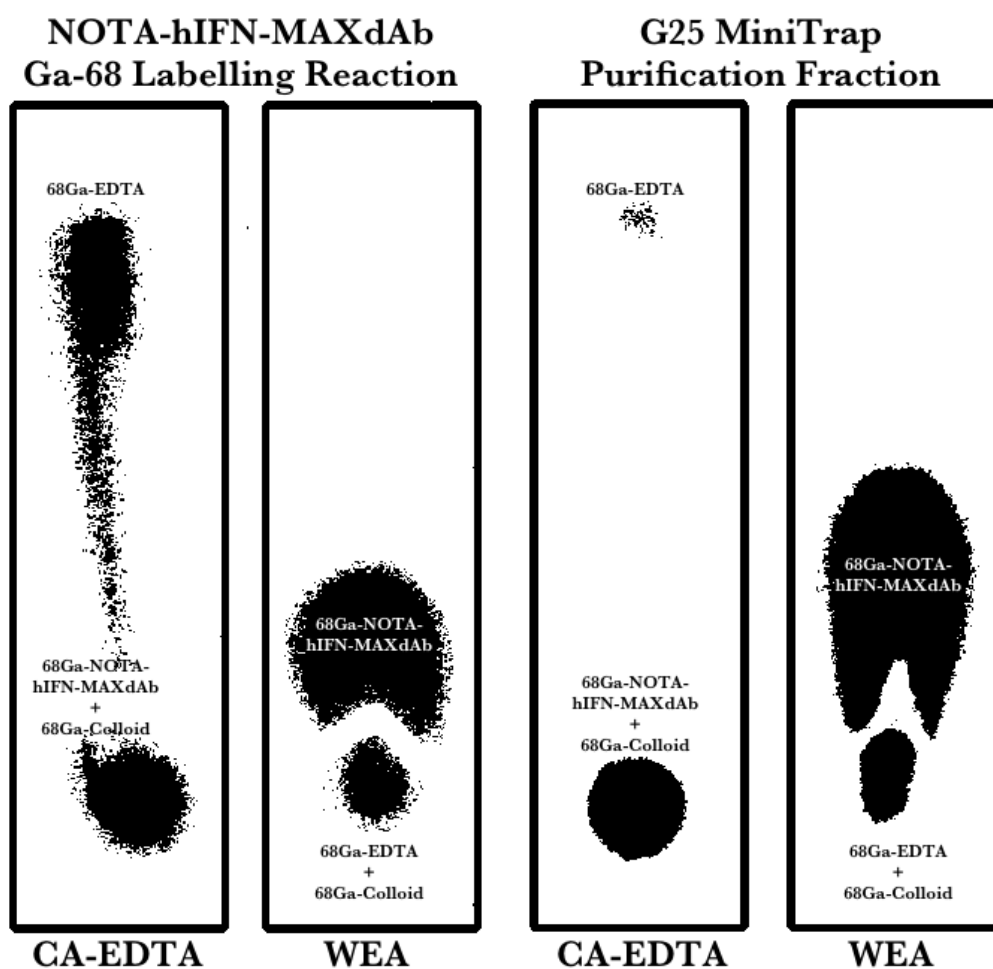 NOTA-hIFN-MAXdAb
Ga-68 Labelling Reaction
G25 MiniTrap
Purification Fraction
68Ga-EDTA
68Ga-NOTA-
hIFN-MAXdAb
+
68Ga-Colloid
CA-EDTA
68Ga-NOTA-
hIFN-MAXdAb
68Ga-EDTA
+
68Ga-Colloid
WEA
68Ga-EDTA
68Ga-NOTA-
hIFN-MAXdAb
+
68Ga-Colloid
CA-EDTA
68Ga-NOTA-
hIFN-MAXdAb
68Ga-EDTA
+
68Ga-Colloid
WEA